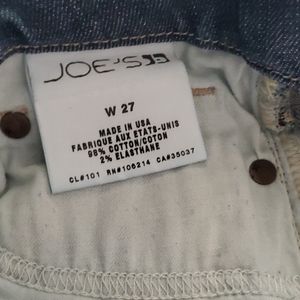 JOE'S
W 27
MADE IN USA
FABRIQUE AUX ETATS-UNIS
98% COTTON/COTON
2% ELASTHANE
CL#101 RN#106214 CA#35037